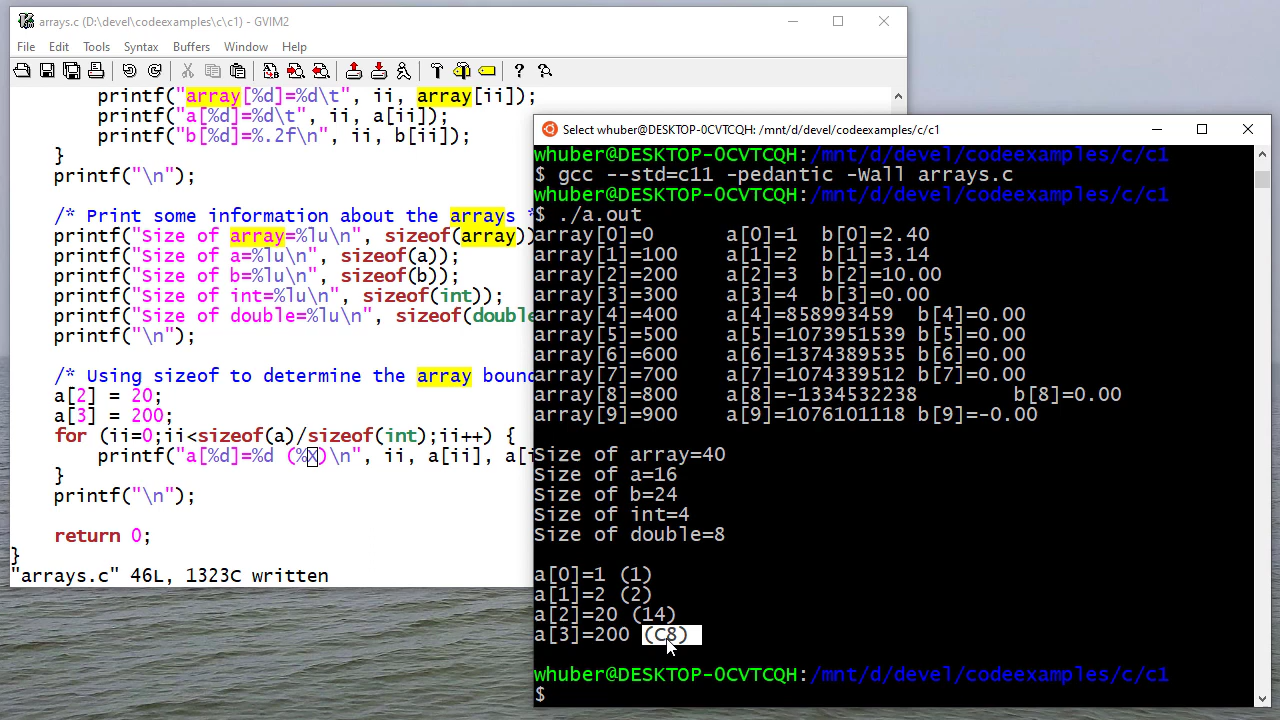 arrays.c (D:\devel\codeexamples\c\c1) - GVIM2
File Edit Tools Syntax Buffers Window Help
printf("array[%d]=%d\t", ii, array[ii]);
printf("a[%d]=%d\t", ii, a[ii]);
printf("b[%d]=%.2f\n", ii, b[ii]);
}
printf("\n");
/* Print some information about the arrays *
printf("Size of array=%lu\n", sizeof(array))
printf("Size of a=%lu\n", sizeof(a));
printf("Size of b=%lu\n", sizeof(b));
printf("Size of int=%lu\n", sizeof(int));
printf("Size of double=%lu\n", sizeof(double
printf("\n");
/* Using sizeof to determine the array boun
a[2] = 20;
a[3] = 200;
for (ii=0;ii<sizeof(a)/sizeof(int);ii++) {
printf("a[%d]=%d (%X)\n", ii, a[ii], a[i
}
printf("\n");
return 0;
}
"arrays.c" 46L, 1323C written
Select whuber@DESKTOP-0CVTCQH: /mnt/d/devel/codeexamples/c/c1
whuber@DESKTOP-0CVTCQH:/mnt/d/devel/codeexamples/c/c1
$ gcc --std=c11 -pedantic -Wall arrays.c
whuber@DESKTOP-0CVTCQH:/mnt/d/devel/codeexamples/c/c1
$ ./a.out
array[0]=0 a[0]=1 b[0]=2.40
array[1]=100 a[1]=2 b[1]=3.14
array[2]=200 a[2]=3 b[2]=10.00
array[3]=300 a[3]=4 b[3]=0.00
array[4]=400 a[4]=858993459 b[4]=0.00
array[5]=500 a[5]=1073951539 b[5]=0.00
array[6]=600 a[6]=1374389535 b[6]=0.00
array[7]=700 a[7]=1074339512 b[7]=0.00
array[8]=800 a[8]=-1334532238 b[8]=0.00
array[9]=900 a[9]=1076101118 b[9]=-0.00
Size of array=40
Size of a=16
Size of b=24
Size of int=4
Size of double=8
a[0]=1 (1)
a[1]=2 (2)
a[2]=20 (14)
a[3]=200 (C8)
whuber@DESKTOP-0CVTCQH:/mnt/d/devel/codeexamples/c/c1
$